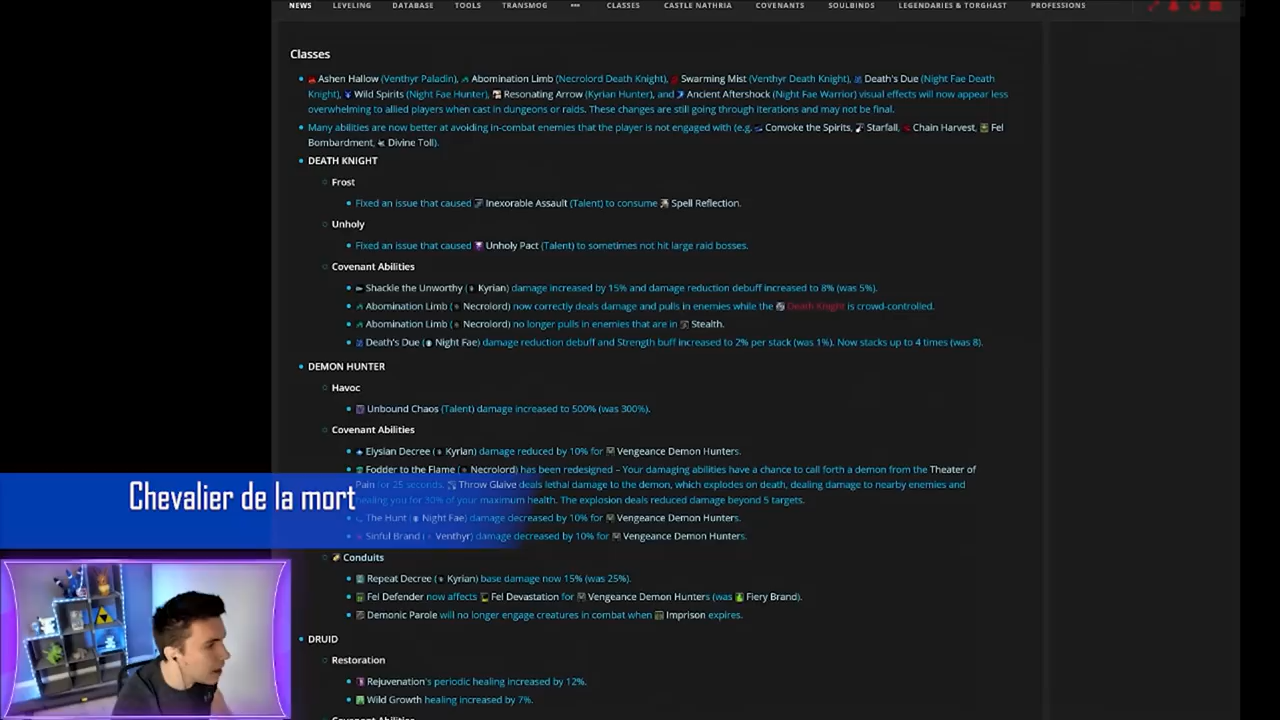 NEWS LEVELING DATABASE TOOLS TRANSMOG ••• CLASSES CASTLE NATHRIA COVENANTS SOULBINDS LEGENDARIES & TORGHAST PROFESSIONS
Classes
Ashen Hallow (Venthyr Paladin), Abomination Limb (Necrolord Death Knight), Swarming Mist (Venthyr Death Knight), Death's Due (Night Fae Death
Knight), Wild Spirits (Night Fae Hunter), Resonating Arrow (Kyrian Hunter), and Ancient Aftershock (Night Fae Warrior) visual effects will now appear less
overwhelming to allied players when cast in dungeons or raids. These changes are still going through iterations and may not be final.
Many abilities are now better at avoiding in-combat enemies that the player is not engaged with (e.g. Convoke the Spirits, Starfall, Chain Harvest, Fel
Bombardment, Divine Toll).
DEATH KNIGHT
Frost
Fixed an issue that caused Inexorable Assault (Talent) to consume Spell Reflection.
Unholy
Fixed an issue that caused Unholy Pact (Talent) to sometimes not hit large raid bosses.
Covenant Abilities
Shackle the Unworthy (Kyrian) damage increased by 15% and damage reduction debuff increased to 8% (was 5%).
Abomination Limb (Necrolord) now correctly deals damage and pulls in enemies while the Death Knight is crowd-controlled.
Abomination Limb (Necrolord) no longer pulls in enemies that are in Stealth.
Death's Due (Night Fae) damage reduction debuff and Strength buff increased to 2% per stack (was 1%). Now stacks up to 4 times (was 8).
DEMON HUNTER
Havoc
Unbound Chaos (Talent) damage increased to 500% (was 300%).
Covenant Abilities
Elysian Decree (Kyrian) damage reduced by 10% for Vengeance Demon Hunters.
Fodder to the Flame (Necrolord) has been redesigned – Your damaging abilities have a chance to call forth a demon from the Theater of
Pain for 25 seconds. Throw Glaive deals lethal damage to the demon, which explodes on death, dealing damage to nearby enemies and
healing you for 30% of your maximum health. The explosion deals reduced damage beyond 5 targets.
The Hunt (Night Fae) damage decreased by 10% for Vengeance Demon Hunters.
Sinful Brand (Venthyr) damage decreased by 10% for Vengeance Demon Hunters.
Chevalier de la mort
Conduits
Repeat Decree (Kyrian) base damage now 15% (was 25%).
Fel Defender now affects Fel Devastation for Vengeance Demon Hunters (was Fiery Brand).
Demonic Parole will no longer engage creatures in combat when Imprison expires.
DRUID
Restoration
Rejuvenation's periodic healing increased by 12%.
Wild Growth healing increased by 7%.